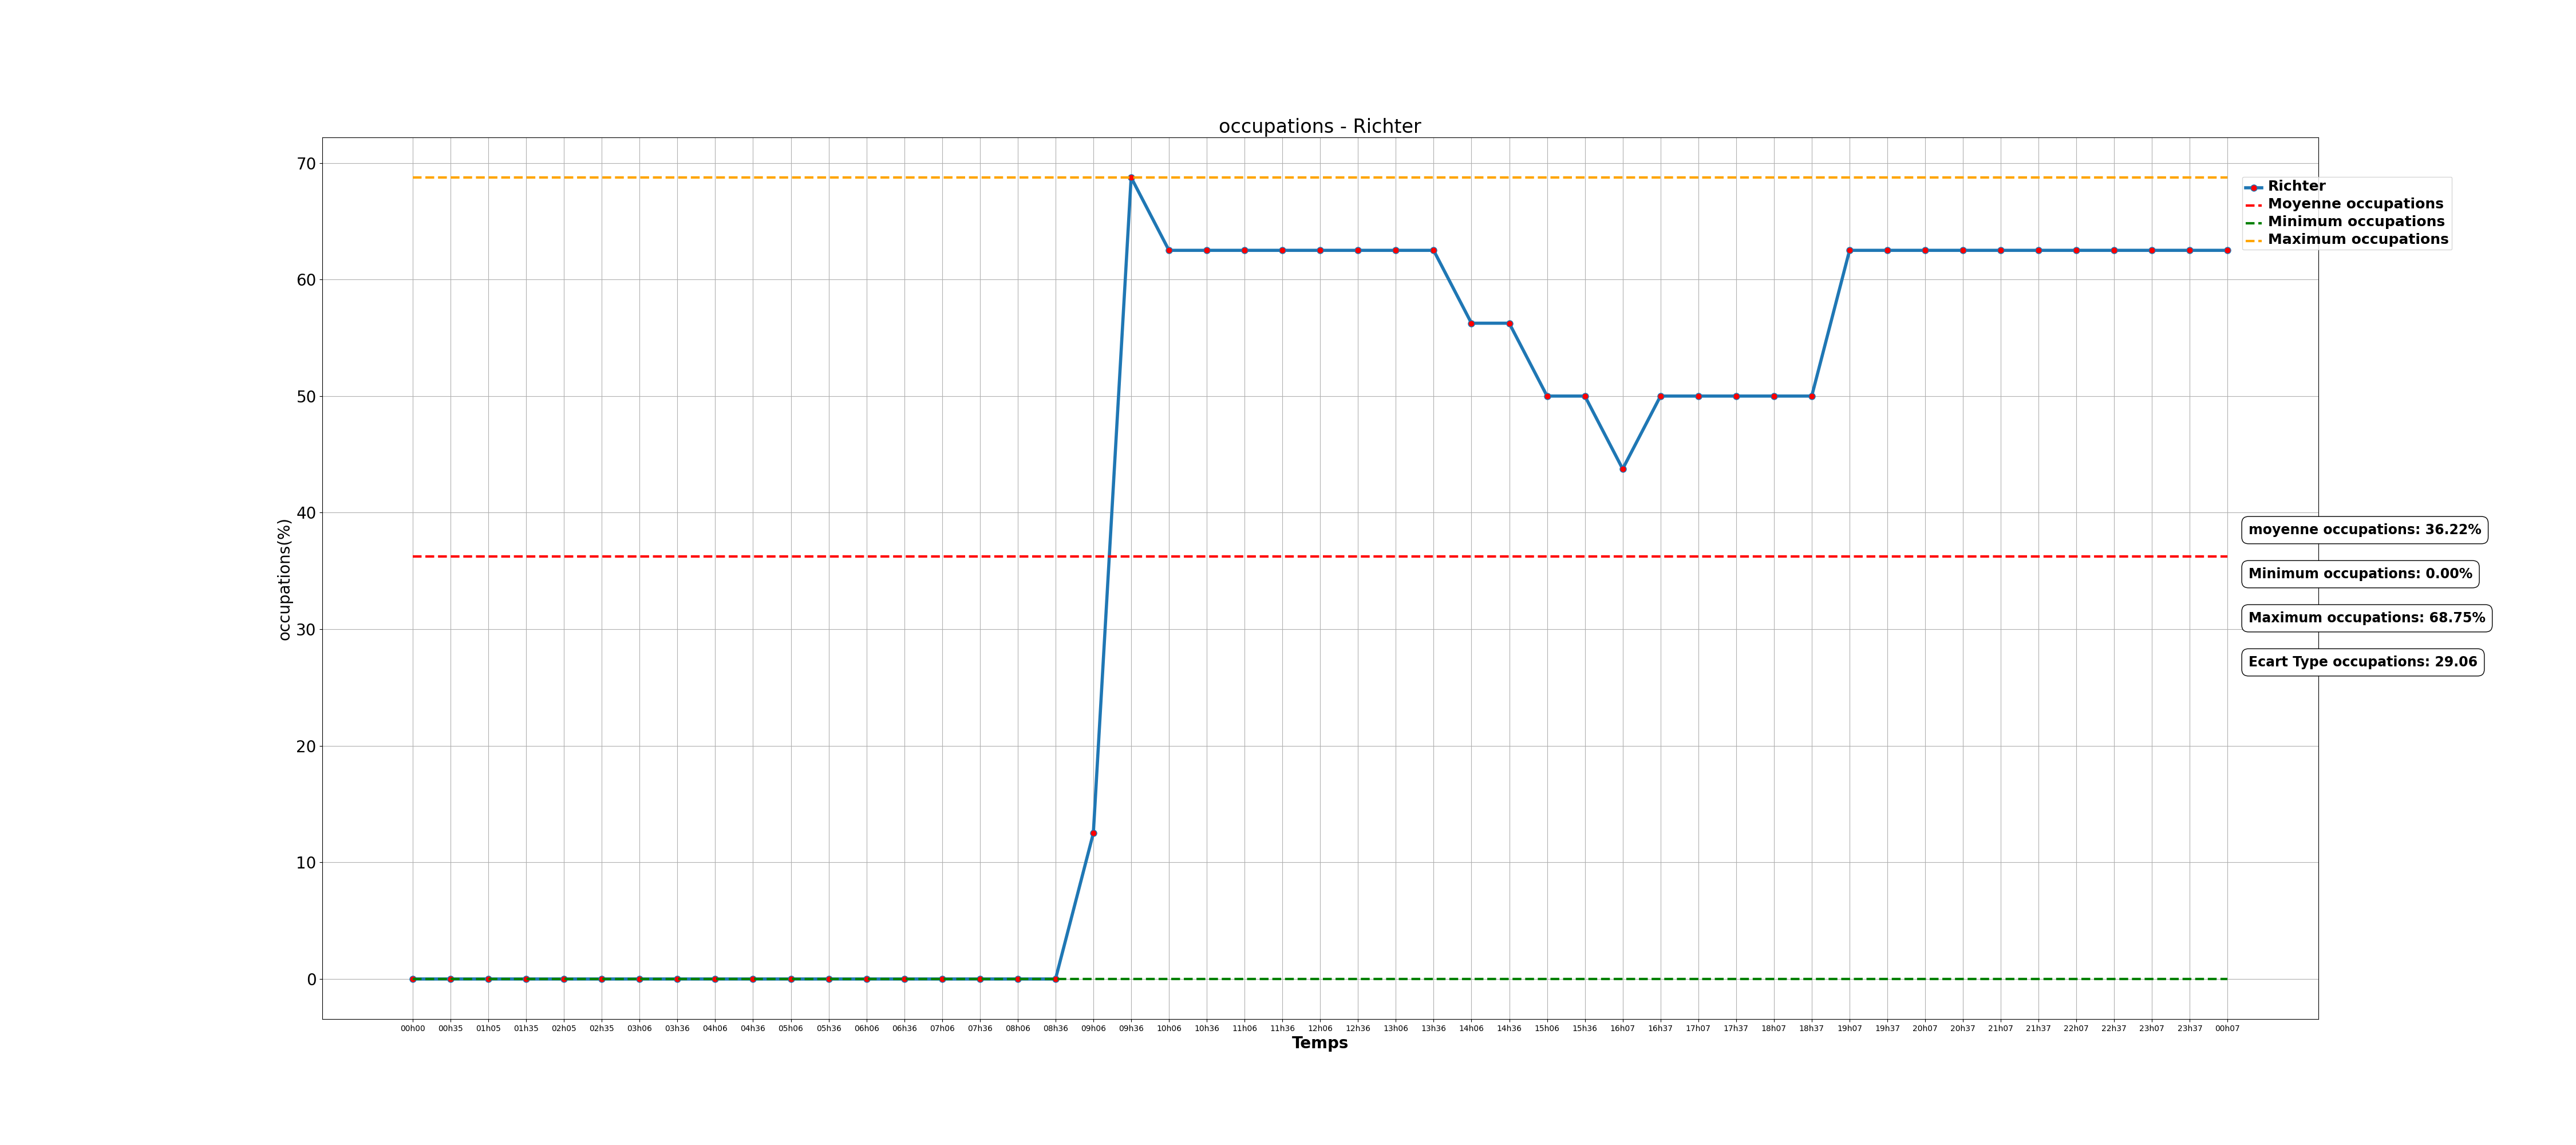 occupations - Richter
70
60
50
40
30
20
10
0
occupations(%)
Richter
Moyenne occupations
Minimum occupations
Maximum occupations
moyenne occupations: 36.22%
Minimum occupations: 0.00%
Maximum occupations: 68.75%
Ecart Type occupations: 29.06
00h00 00h35 01h05 01h35 02h05 02h35 03h06 03h36 04h06 04h36 05h06 05h36 06h06 06h36 07h06 07h36 08h06 08h36 09h06 09h36 10h06 10h36 11h06 11h36 12h06 12h36 13h06 13h36 14h06 14h36 15h06 15h36 16h07 16h37 17h07 17h37 18h07 18h37 19h07 19h37 20h07 20h37 21h07 21h37 22h07 22h37 23h07 23h37 00h07
Temps